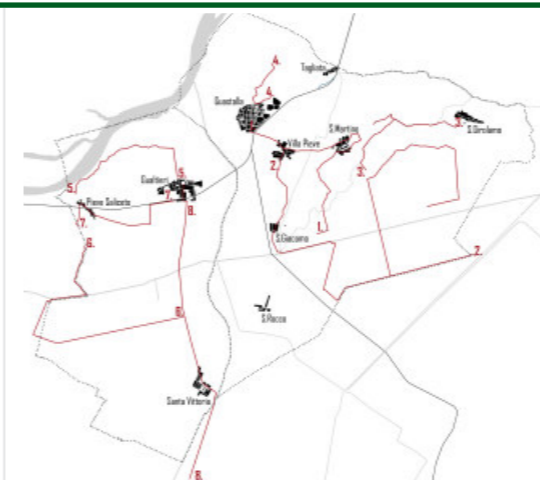 4.
Tagliata
4.
Guastalla
S.Martino
3.
S.Girolamo
Villa Pieve
2.
3.
5.
Gualtieri
5.
7.
8.
Pieve Saliceto
7.
1.
S.Giacomo
6.
2.
S.Rocco
6.
Santa Vittoria
8.